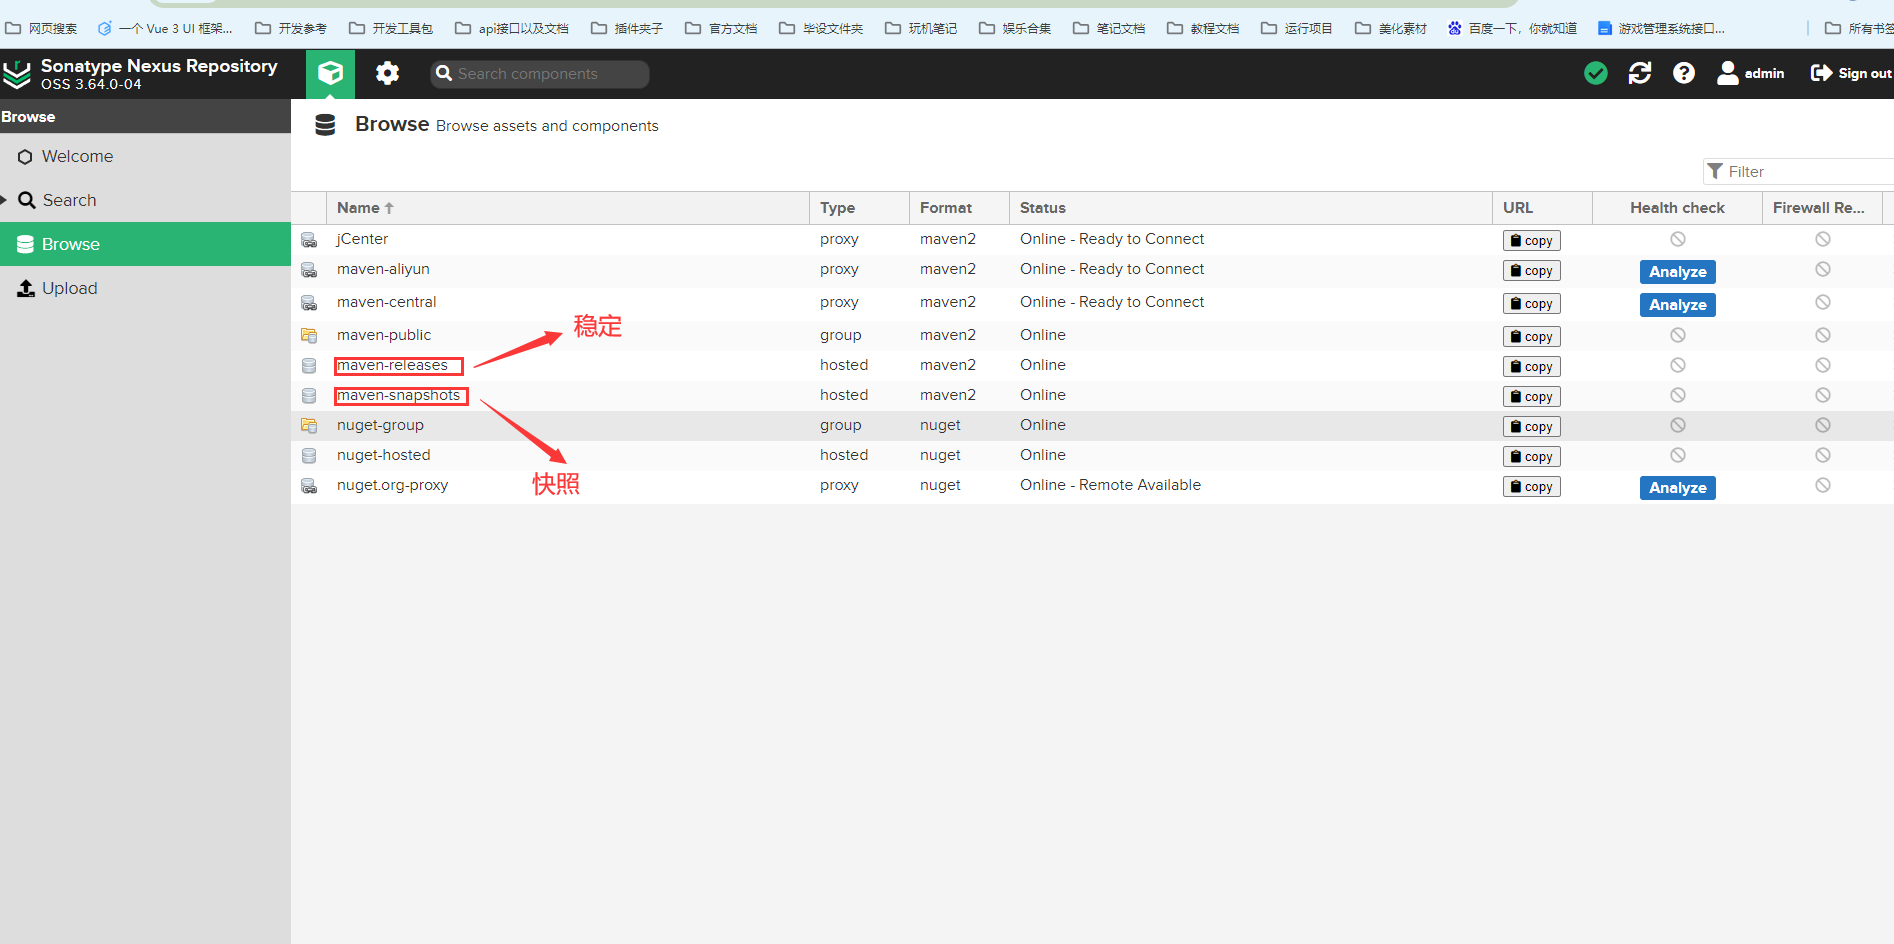 网页搜索 一个 Vue 3 UI 框架... 开发参考 开发工具包 api接口以及文档 插件夹子 官方文档 毕设文件夹 玩机笔记 娱乐合集 笔记文档 教程文档 运行项目 美化素材 百度一下，你就知道 游戏管理系统接口... 所有书签
Sonatype Nexus Repository
OSS 3.64.0-04
Search components
admin Sign out
Browse
Welcome
Search
Browse
Upload
Browse Browse assets and components
Filter
Name Type Format Status URL Health check Firewall Re...
jCenter proxy maven2 Online - Ready to Connect copy
maven-aliyun proxy maven2 Online - Ready to Connect copy Analyze
maven-central proxy maven2 Online - Ready to Connect copy Analyze
稳定
maven-public group maven2 Online copy
maven-releases hosted maven2 Online copy
maven-snapshots hosted maven2 Online copy
nuget-group group nuget Online copy
nuget-hosted hosted nuget Online copy
快照
nuget.org-proxy proxy nuget Online - Remote Available copy Analyze